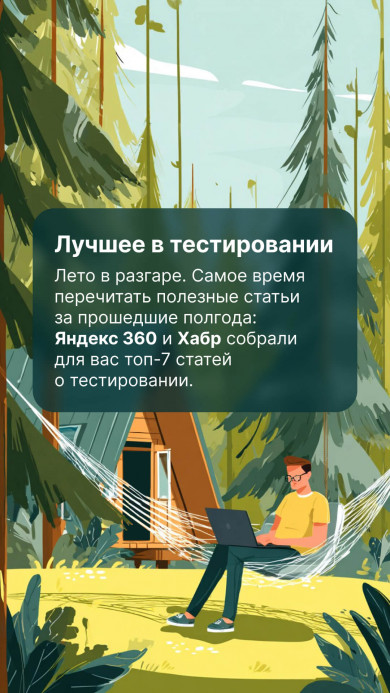 Лучшее в тестировании
Лето в разгаре. Самое время
перечитать полезные статьи
за прошедшие полгода:
Яндекс 360 и Хабр собрали
для вас топ-7 статей
о тестировании.